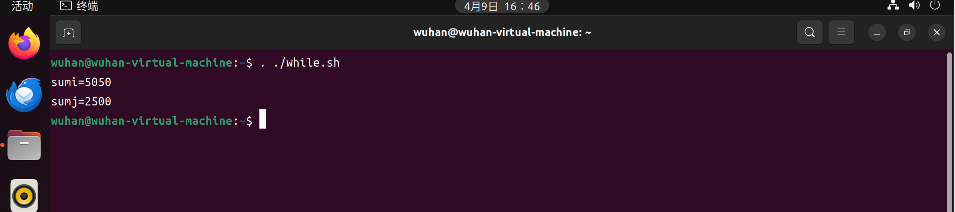 活动 终端 4月9日 16：46
wuhan@wuhan-virtual-machine: ~
wuhan@wuhan-virtual-machine:~$ . ./while.sh
sumi=5050
sumj=2500
wuhan@wuhan-virtual-machine:~$